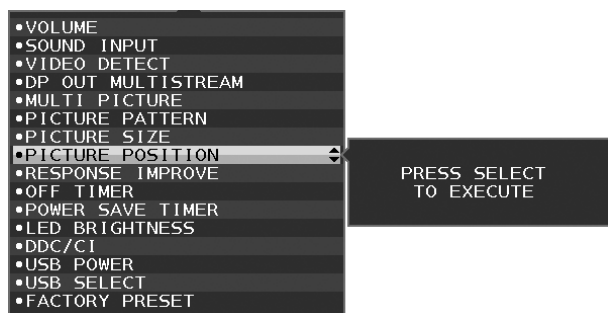 •VOLUME
•SOUND INPUT
•VIDEO DETECT
•DP OUT MULTISTREAM
•MULTI PICTURE
•PICTURE PATTERN
•PICTURE SIZE
•PICTURE POSITION
•RESPONSE IMPROVE
•OFF TIMER
•POWER SAVE TIMER
•LED BRIGHTNESS
•DDC/CI
•USB POWER
•USB SELECT
•FACTORY PRESET
PRESS SELECT
TO EXECUTE